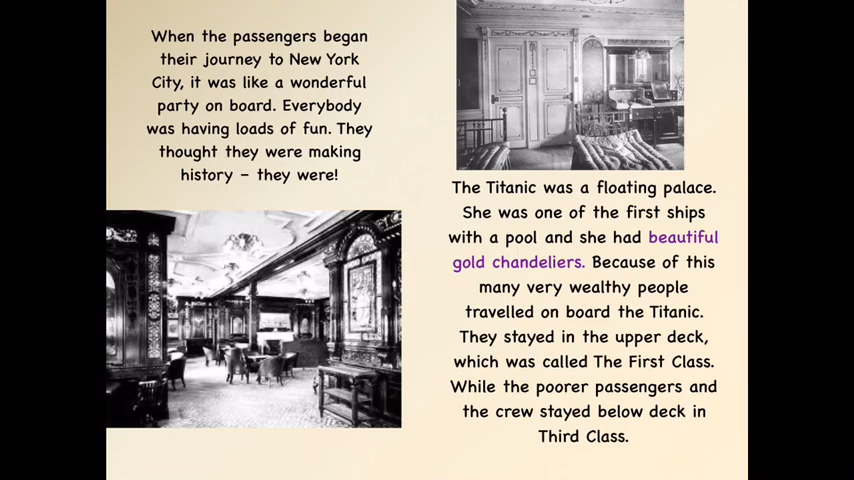 When the passengers began
their journey to New York
City, it was like a wonderful
party on board. Everybody
was having loads of fun. They
thought they were making
history – they were!
The Titanic was a floating palace.
She was one of the first ships
with a pool and she had beautiful
gold chandeliers. Because of this
many very wealthy people
travelled on board the Titanic.
They stayed in the upper deck,
which was called The First Class.
While the poorer passengers and
the crew stayed below deck in
Third Class.